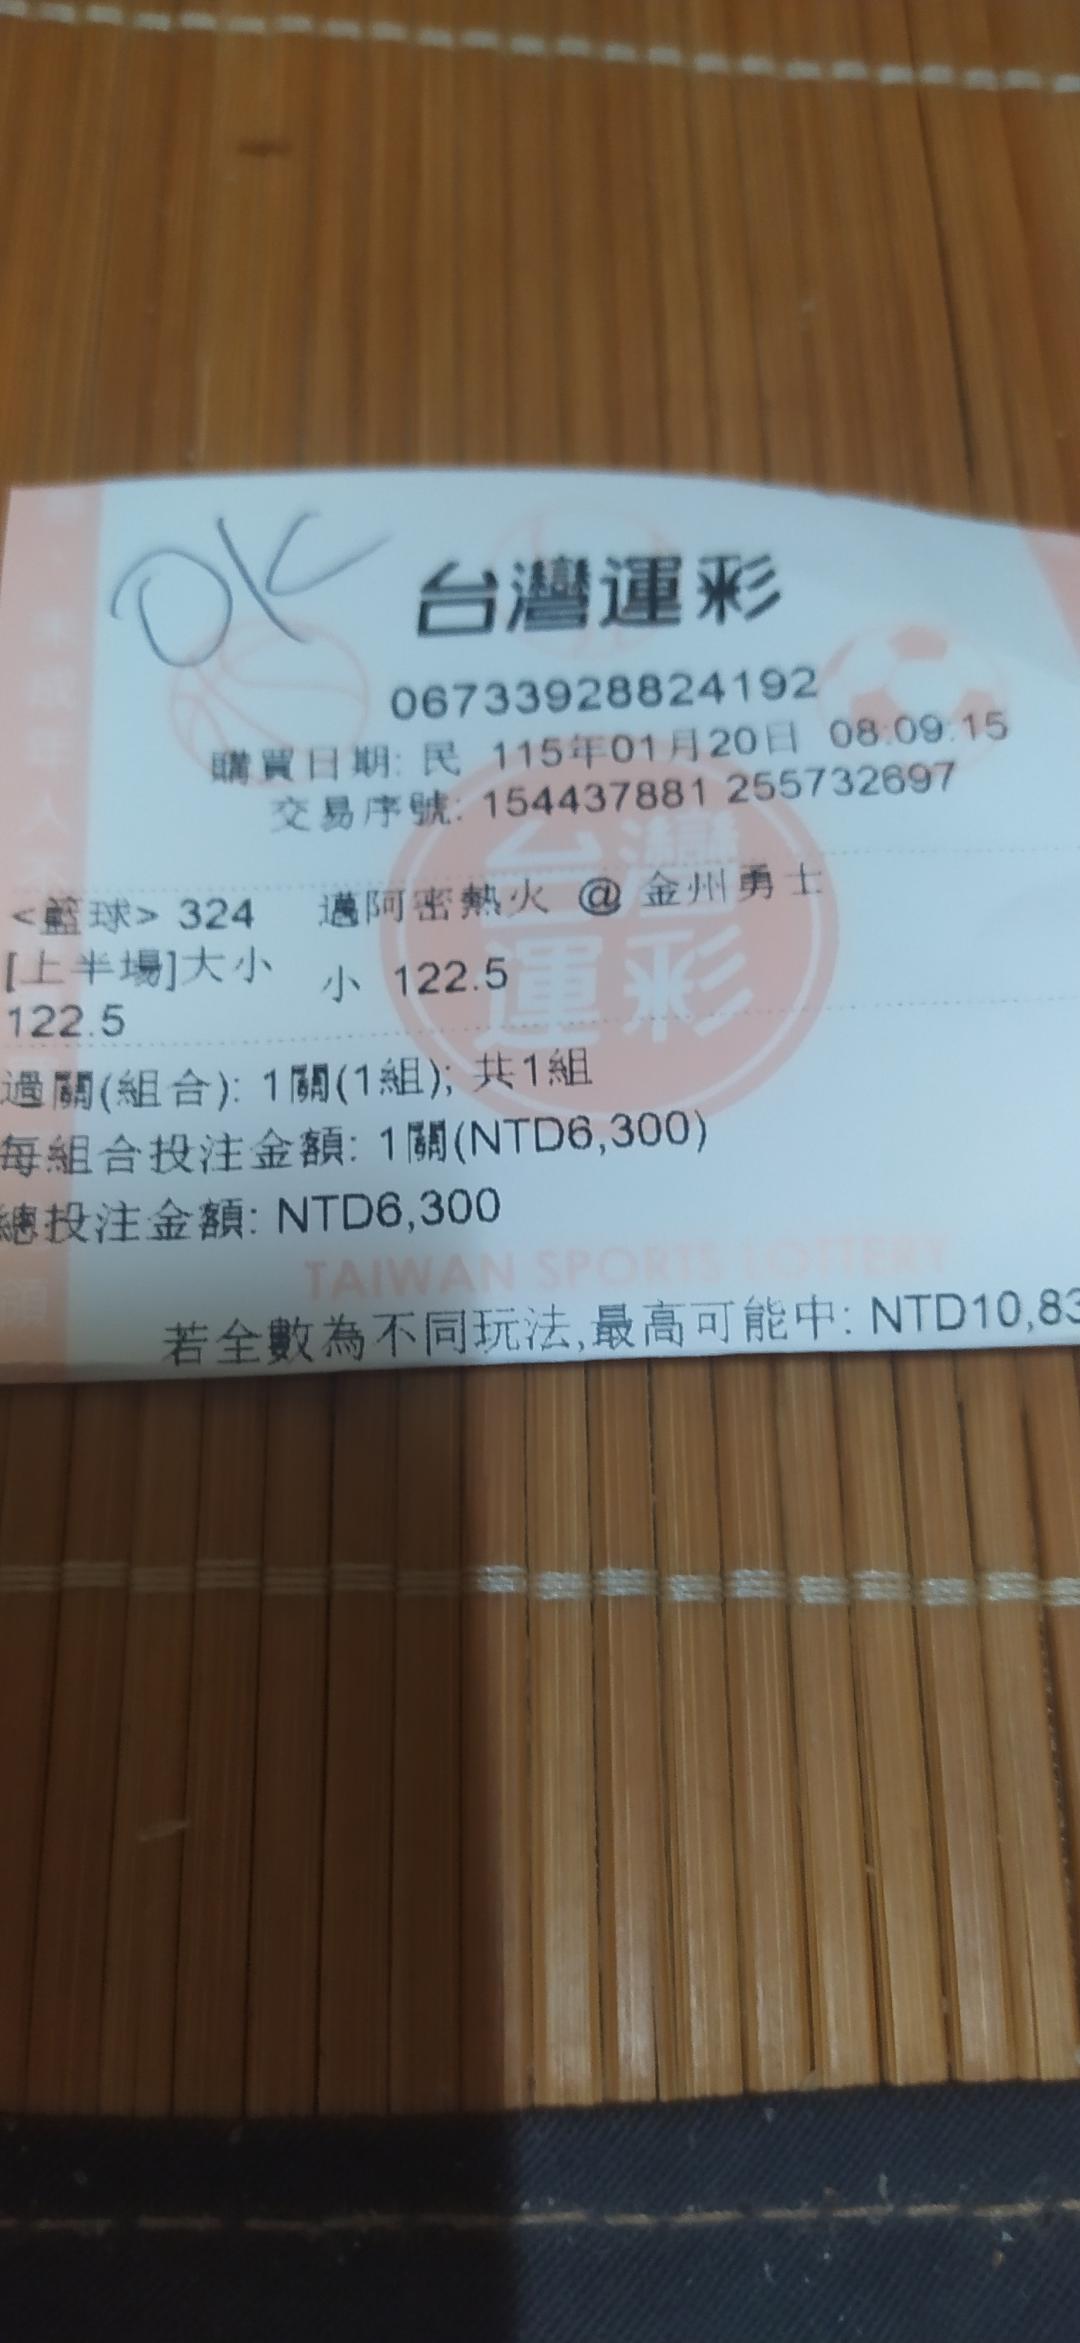 OK
台灣運彩
06733928824192
購買日期: 民 115年01月20日 08:09:15
交易序號: 154437881 255732697
台灣
運彩
<籃球> 324 邁阿密熱火 @ 金州勇士
[上半場]大小 小 122.5
122.5
過關(組合): 1關(1組); 共1組
每組合投注金額: 1關(NTD6,300)
總投注金額: NTD6,300
TAIWAN SPORTS LOTTERY
若全數為不同玩法,最高可能中: NTD10,83